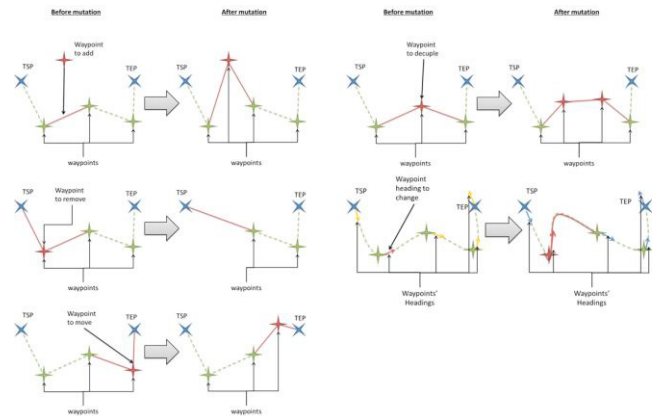 Before mutation
After mutation
Waypoint
to add
TSP
TEP
TSP
TEP
waypoints
waypoints
Waypoint
to remove
TSP
TEP
TSP
TEP
waypoints
waypoints
Waypoint
to move
TSP
TEP
TSP
TEP
waypoints
waypoints
Before mutation
After mutation
Waypoint
to decuple
TSP
TEP
TSP
TEP
waypoints
waypoints
Waypoint
heading to
change
TSP
TEP
TSP
TEP
Waypoints'
Headings
Waypoints'
Headings